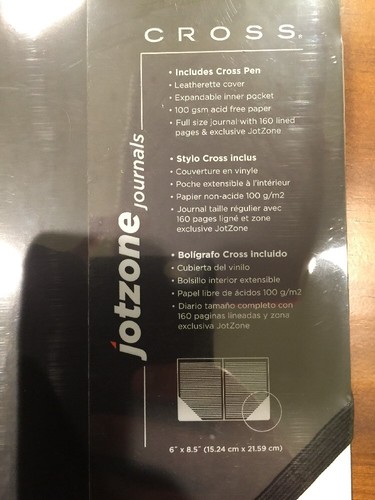 CROSS®
• Includes Cross Pen
• Leatherette cover
• Expandable inner pocket
• 100 gsm acid free paper
• Full size journal with 160 lined
pages & exclusive JotZone
• Stylo Cross inclus
• Couverture en vinyle
• Poche extensible à l'intérieur
• Papier non-acide 100 g/m2
• Journal taille régulier avec
160 pages ligné et zone
exclusive JotZone
• Bolígrafo Cross incluido
• Cubierta del vinilo
• Bolsillo interior extensible
• Papel libre de ácidos 100 g/m2
• Diario tamaño completo con
160 paginas lineadas y zona
exclusiva JotZone
jotzone journals
6" x 8.5" (15.24 cm x 21.59 cm)